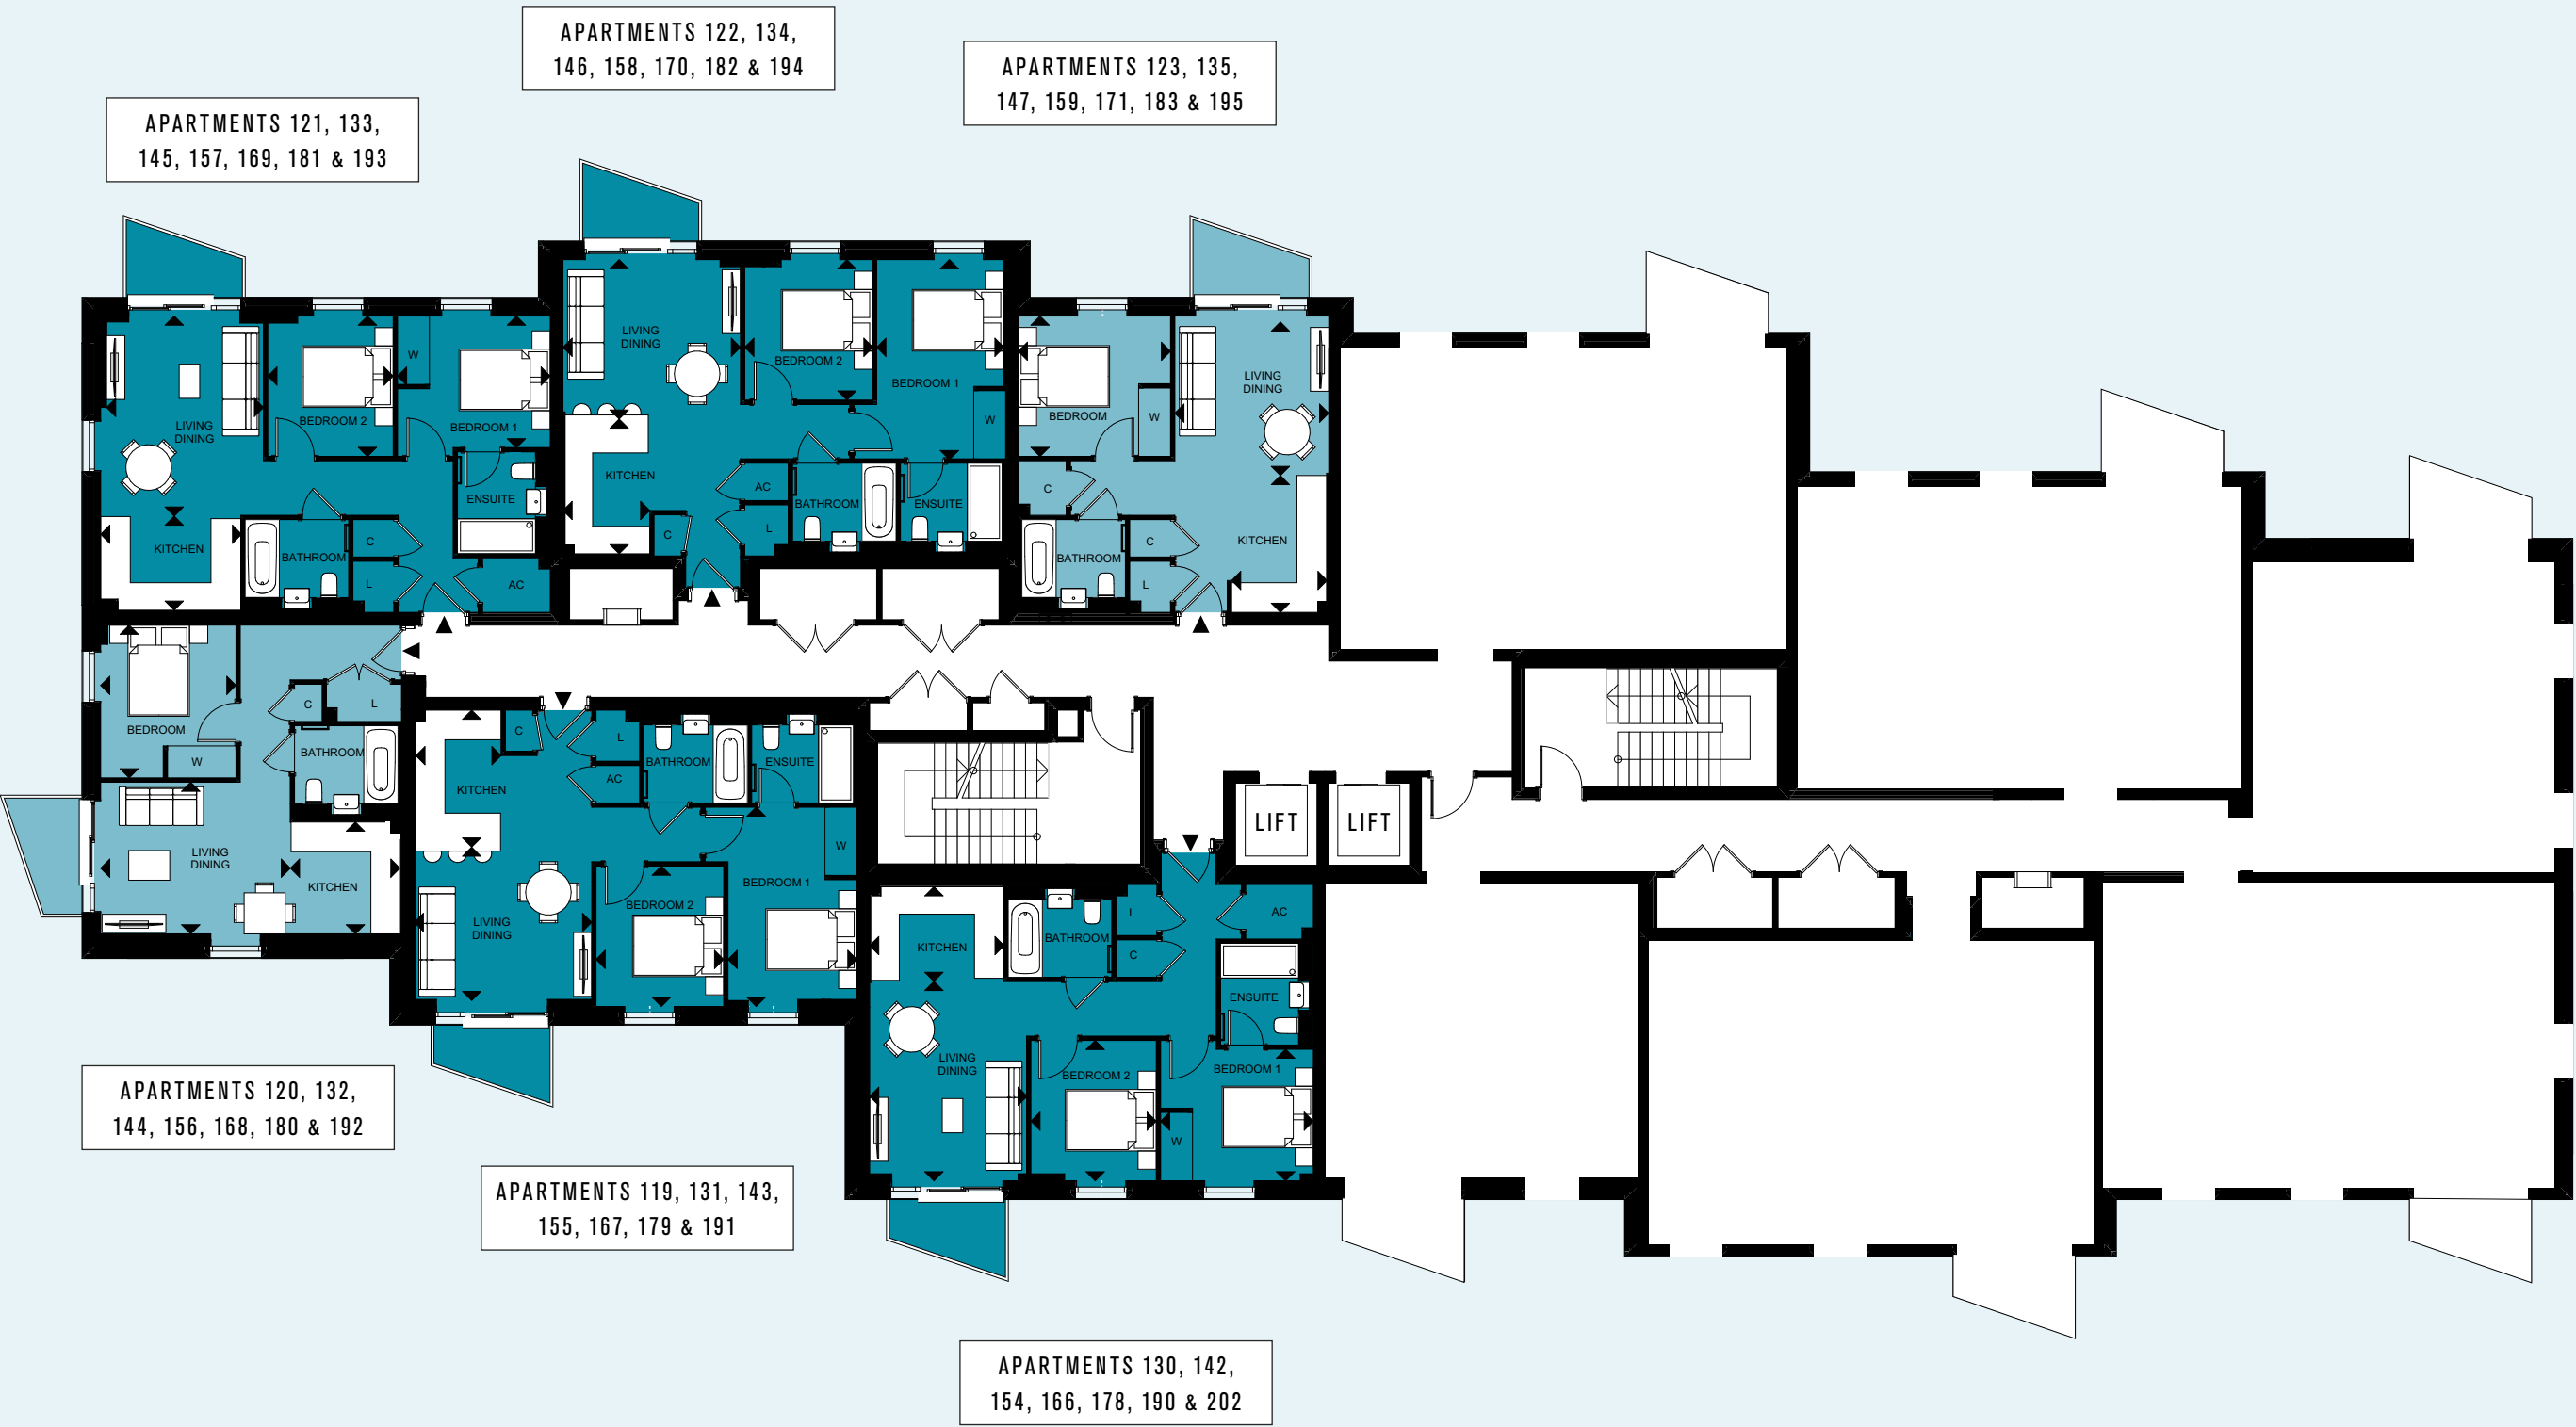 APARTMENTS 122, 134,
146, 158, 170, 182 & 194
APARTMENTS 123, 135,
147, 159, 171, 183 & 195
APARTMENTS 121, 133,
145, 157, 169, 181 & 193
LIVING
DINING
BEDROOM 2
W
BEDROOM 1
ENSUITE
KITCHEN
BATHROOM
C
L
AC
LIVING
DINING
BEDROOM 2
BEDROOM 1
W
KITCHEN
AC
BATHROOM
ENSUITE
C
L
LIVING
DINING
BEDROOM
W
C
C
KITCHEN
BATHROOM
L
BEDROOM
C
L
BATHROOM
W
LIVING
DINING
KITCHEN
C
L
BATHROOM
ENSUITE
AC
KITCHEN
W
BEDROOM 1
BEDROOM 2
LIVING
DINING
LIFT
LIFT
L
AC
BATHROOM
KITCHEN
C
ENSUITE
LIVING
DINING
BEDROOM 2
BEDROOM 1
W
APARTMENTS 120, 132,
144, 156, 168, 180 & 192
APARTMENTS 119, 131, 143,
155, 167, 179 & 191
APARTMENTS 130, 142,
154, 166, 178, 190 & 202